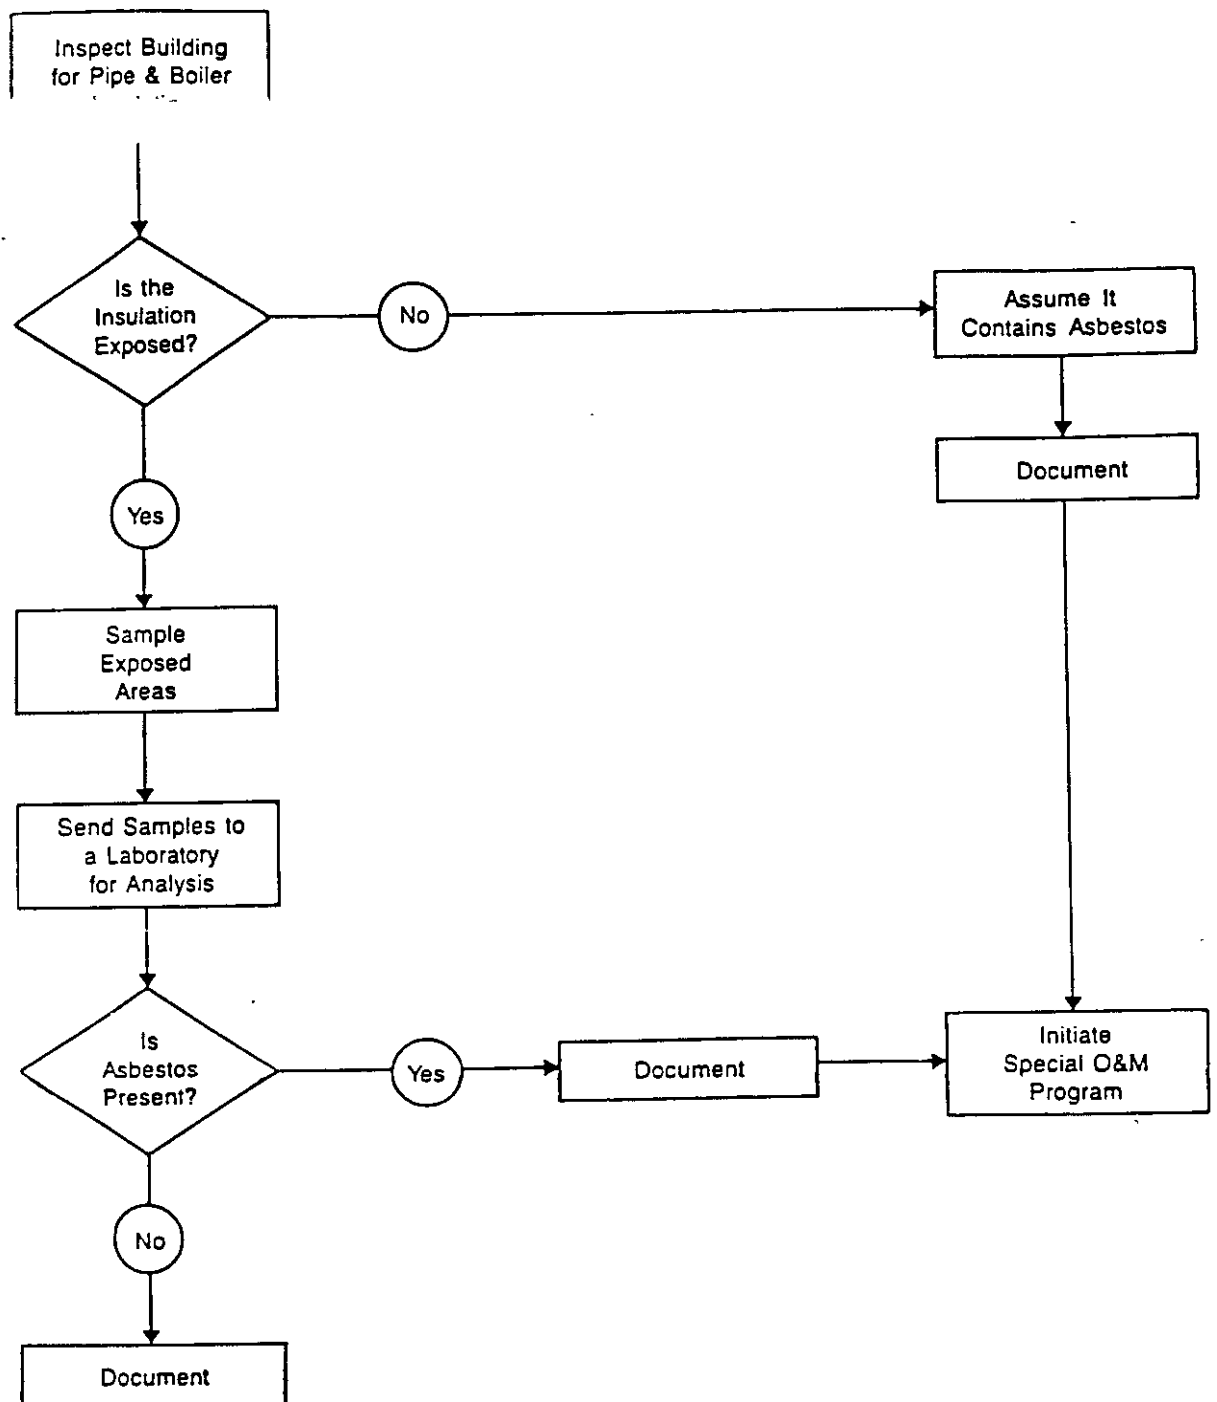 Inspect Building
for Pipe & Boiler
Is the
Insulation
Exposed?
No
Assume It
Contains Asbestos
Document
Yes
Sample
Exposed
Areas
Send Samples to
a Laboratory
for Analysis
Is
Asbestos
Present?
Yes
Document
Initiate
Special O&M
Program
No
Document